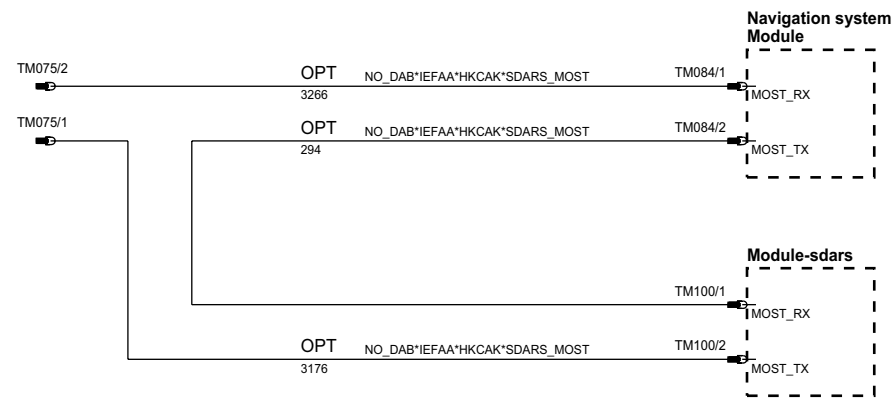 Navigation system
Module
TM075/2
OPT
NO_DAB*IEFAA*HKCAK*SDARS_MOST
TM084/1
3266
MOST_RX
TM075/1
OPT
NO_DAB*IEFAA*HKCAK*SDARS_MOST
TM084/2
294
MOST_TX
Module-sdars
TM100/1
MOST_RX
OPT
NO_DAB*IEFAA*HKCAK*SDARS_MOST
TM100/2
3176
MOST_TX